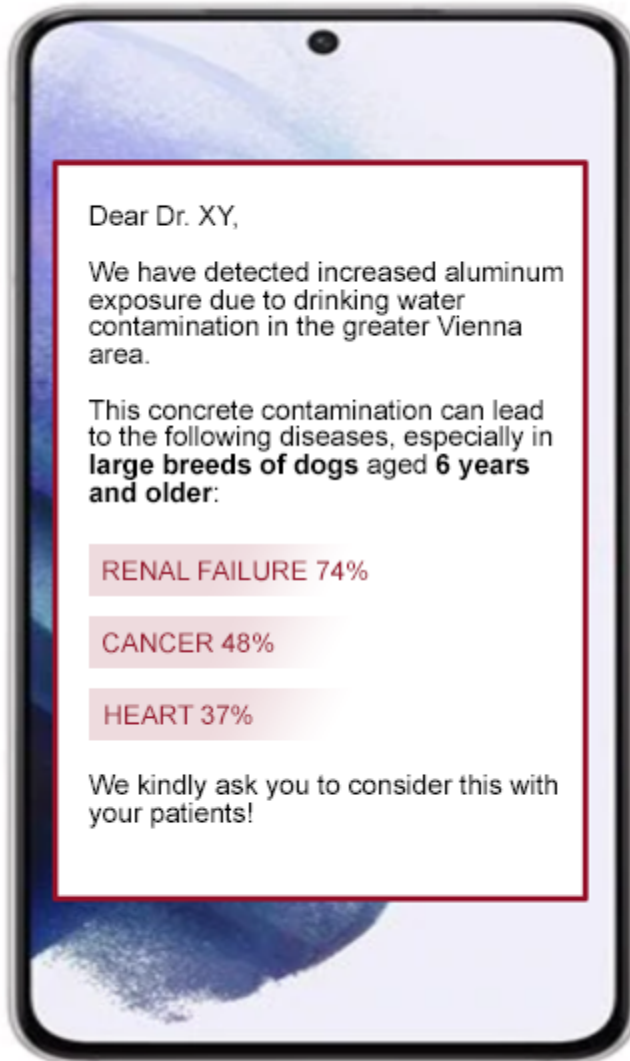 Dear Dr. XY,
We have detected increased aluminum
exposure due to drinking water
contamination in the greater Vienna
area.
This concrete contamination can lead
to the following diseases, especially in
large breeds of dogs aged 6 years
and older:
RENAL FAILURE 74%
CANCER 48%
HEART 37%
We kindly ask you to consider this with
your patients!